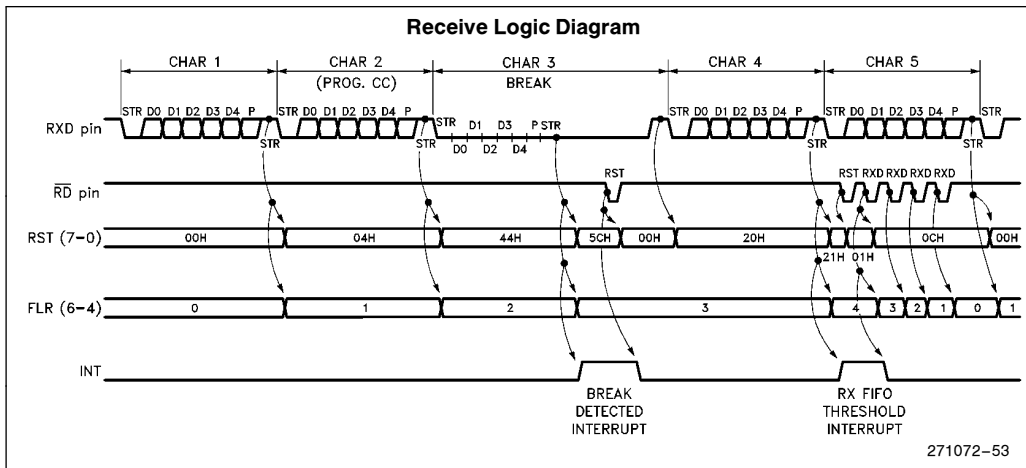 Receive Logic Diagram
CHAR 1 CHAR 2 CHAR 3 CHAR 4 CHAR 5
(PROG. CC) BREAK
STR D0 D1 D2 D3 D4 P STR D0 D1 D2 D3 D4 P STR D1 D3 P STR STR D0 D1 D2 D3 D4 P STR D0 D1 D2 D3 D4 P STR
RXD pin
D0 D2 D4
STR STR STR STR
RST RST RXD RXD RXD RXD
RD pin
RST (7-0) 00H 04H 44H 5CH 00H 20H 0CH 00H
21H 01H
FLR (6-4) 0 1 2 3 4 3 2 1 0 1
INT
BREAK
DETECTED
INTERRUPT
RX FIFO
THRESHOLD
INTERRUPT
271072-53